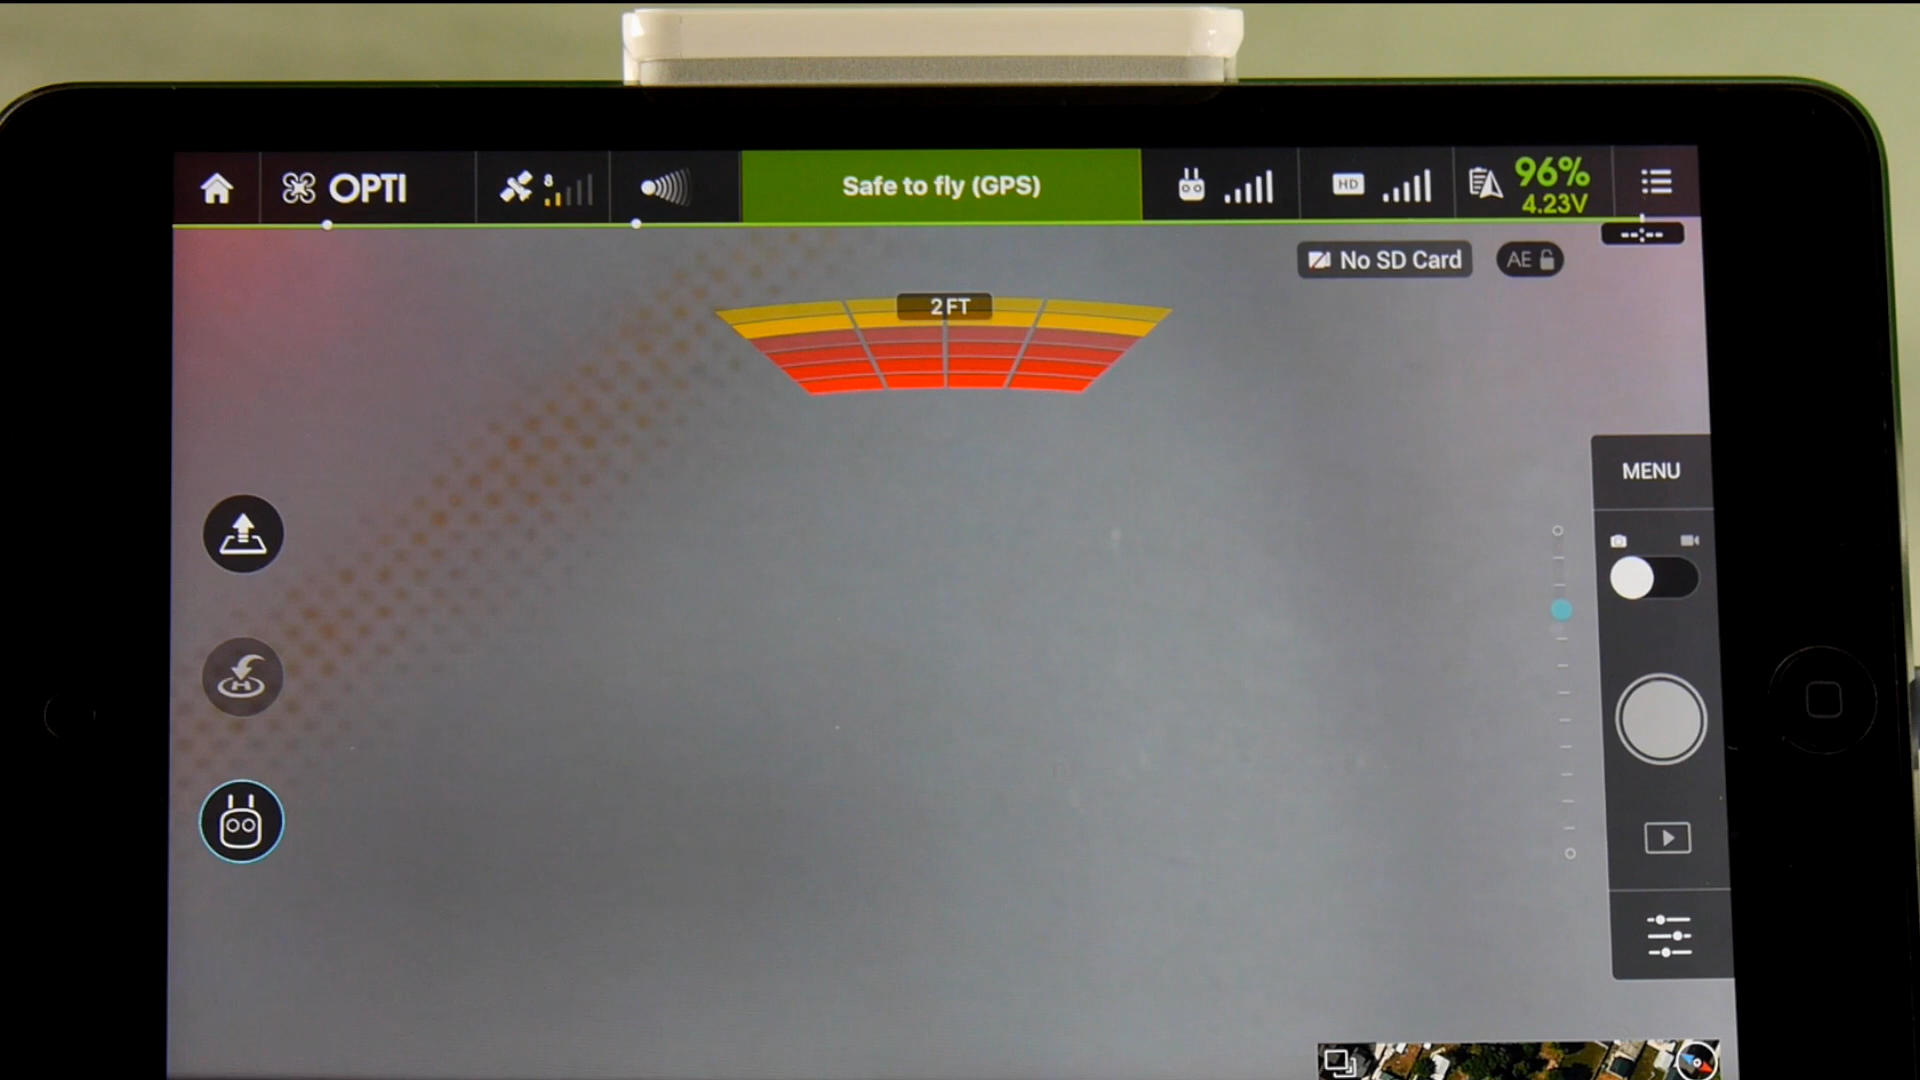 OPTI
8
Safe to fly (GPS)
HD
96%
4.23V
--:--
No SD Card
AE
2 FT
MENU
H